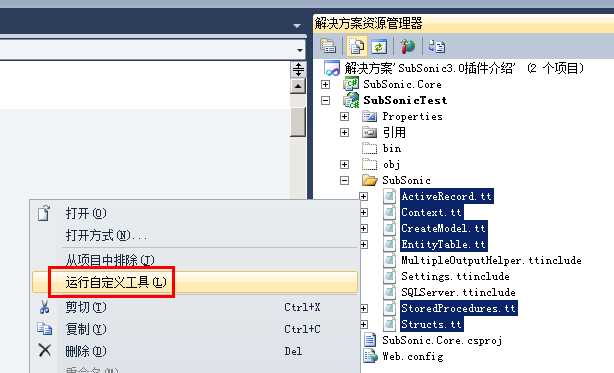 解决方案资源管理器
解决方案'SubSonic3.0插件介绍' (2 个项目)
SubSonic.Core
SubSonicTest
Properties
引用
bin
obj
SubSonic
ActiveRecord.tt
Context.tt
CreateModel.tt
EntityTable.tt
MultipleOutputHelper.ttinclude
Settings.ttinclude
SQLServer.ttinclude
StoredProcedures.tt
Structs.tt
SubSonic.Core.csproj
Web.config
打开(O)
打开方式(N)...
从项目中排除(J)
运行自定义工具(L)
剪切(T) Ctrl+X
复制(Y) Ctrl+C
删除(D) Del